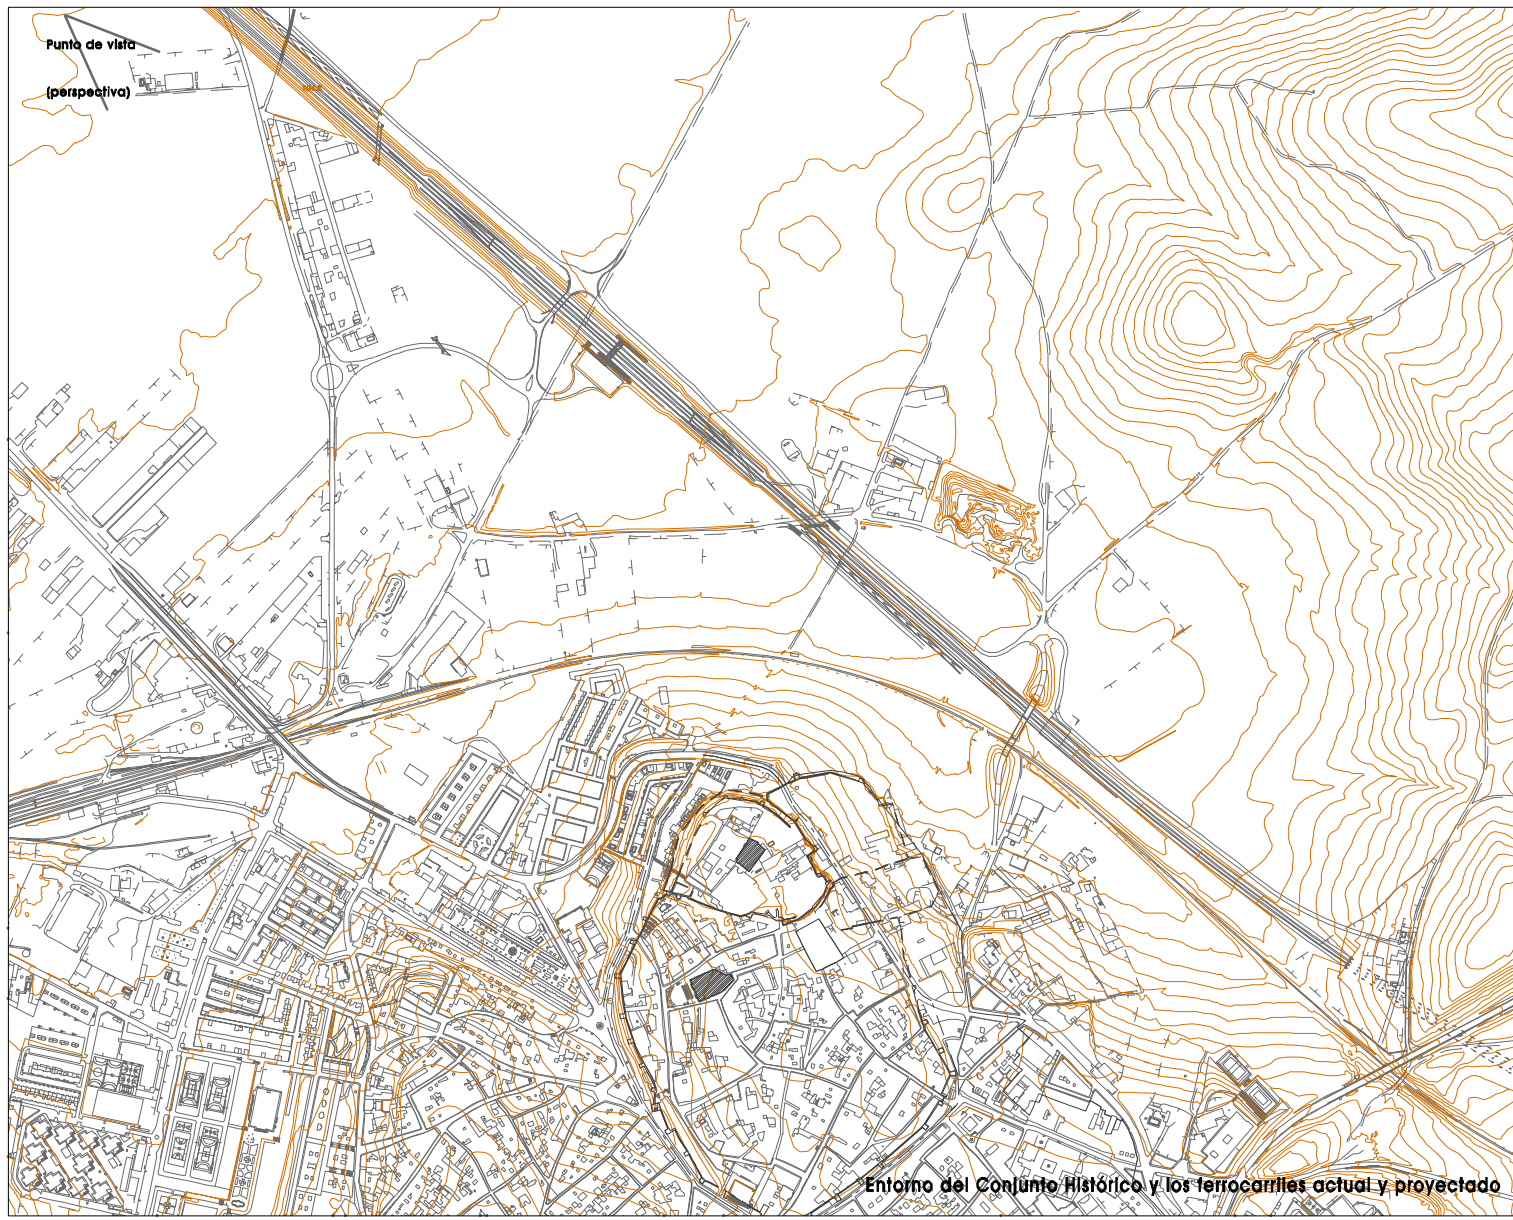 Punto de vista
(perspectiva)
Entorno del Conjunto Histórico y los ferrocarriles actual y proyectado